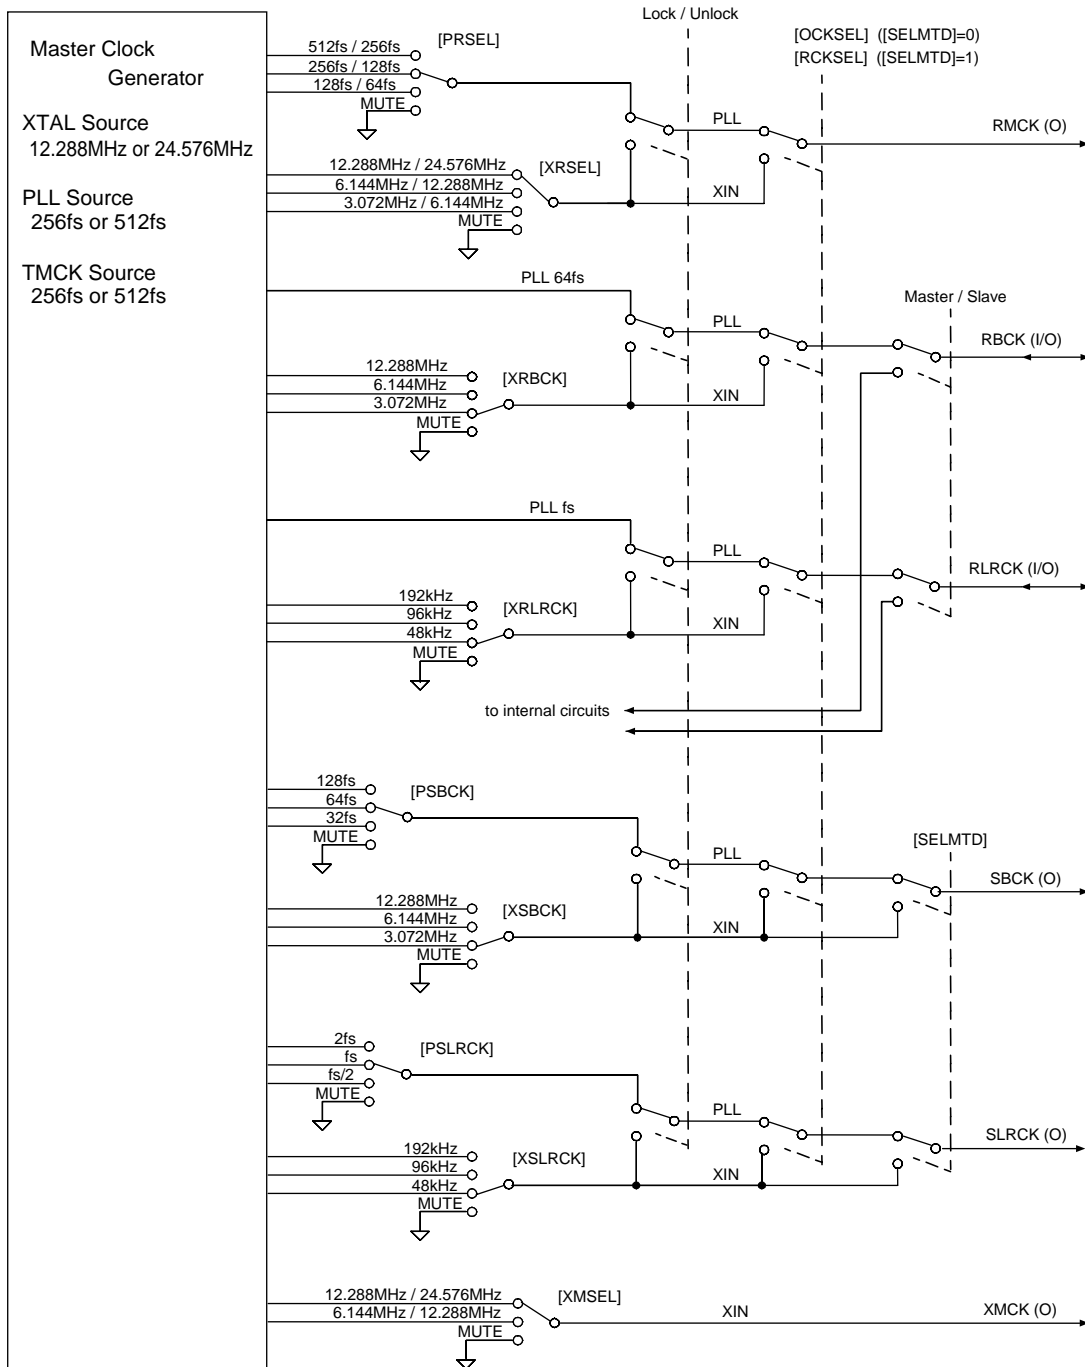 Lock / Unlock
[OCKSEL] ([SELMTD]=0)
[RCKSEL] ([SELMTD]=1)
Master Clock
Generator
XTAL Source
12.288MHz or 24.576MHz
PLL Source
256fs or 512fs
TMCK Source
256fs or 512fs
512fs / 256fs
[PRSEL]
256fs / 128fs
128fs / 64fs
MUTE
PLL
RMCK (O)
12.288MHz / 24.576MHz
[XRSEL]
6.144MHz / 12.288MHz
3.072MHz / 6.144MHz
MUTE
XIN
PLL 64fs
Master / Slave
PLL
RBCK (I/O)
12.288MHz
6.144MHz
[XRBCK]
3.072MHz
MUTE
XIN
PLL fs
PLL
RLRCK (I/O)
192kHz
96kHz
[XRLRCK]
48kHz
MUTE
XIN
to internal circuits
128fs
64fs
[PSBCK]
32fs
MUTE
[SELMTD]
PLL
SBCK (O)
12.288MHz
6.144MHz
[XSBCK]
3.072MHz
MUTE
XIN
2fs
fs
[PSLRCK]
fs/2
MUTE
PLL
SLRCK (O)
192kHz
96kHz
[XSLRCK]
48kHz
MUTE
XIN
12.288MHz / 24.576MHz
[XMSEL]
6.144MHz / 12.288MHz
MUTE
XIN
XMCK (O)